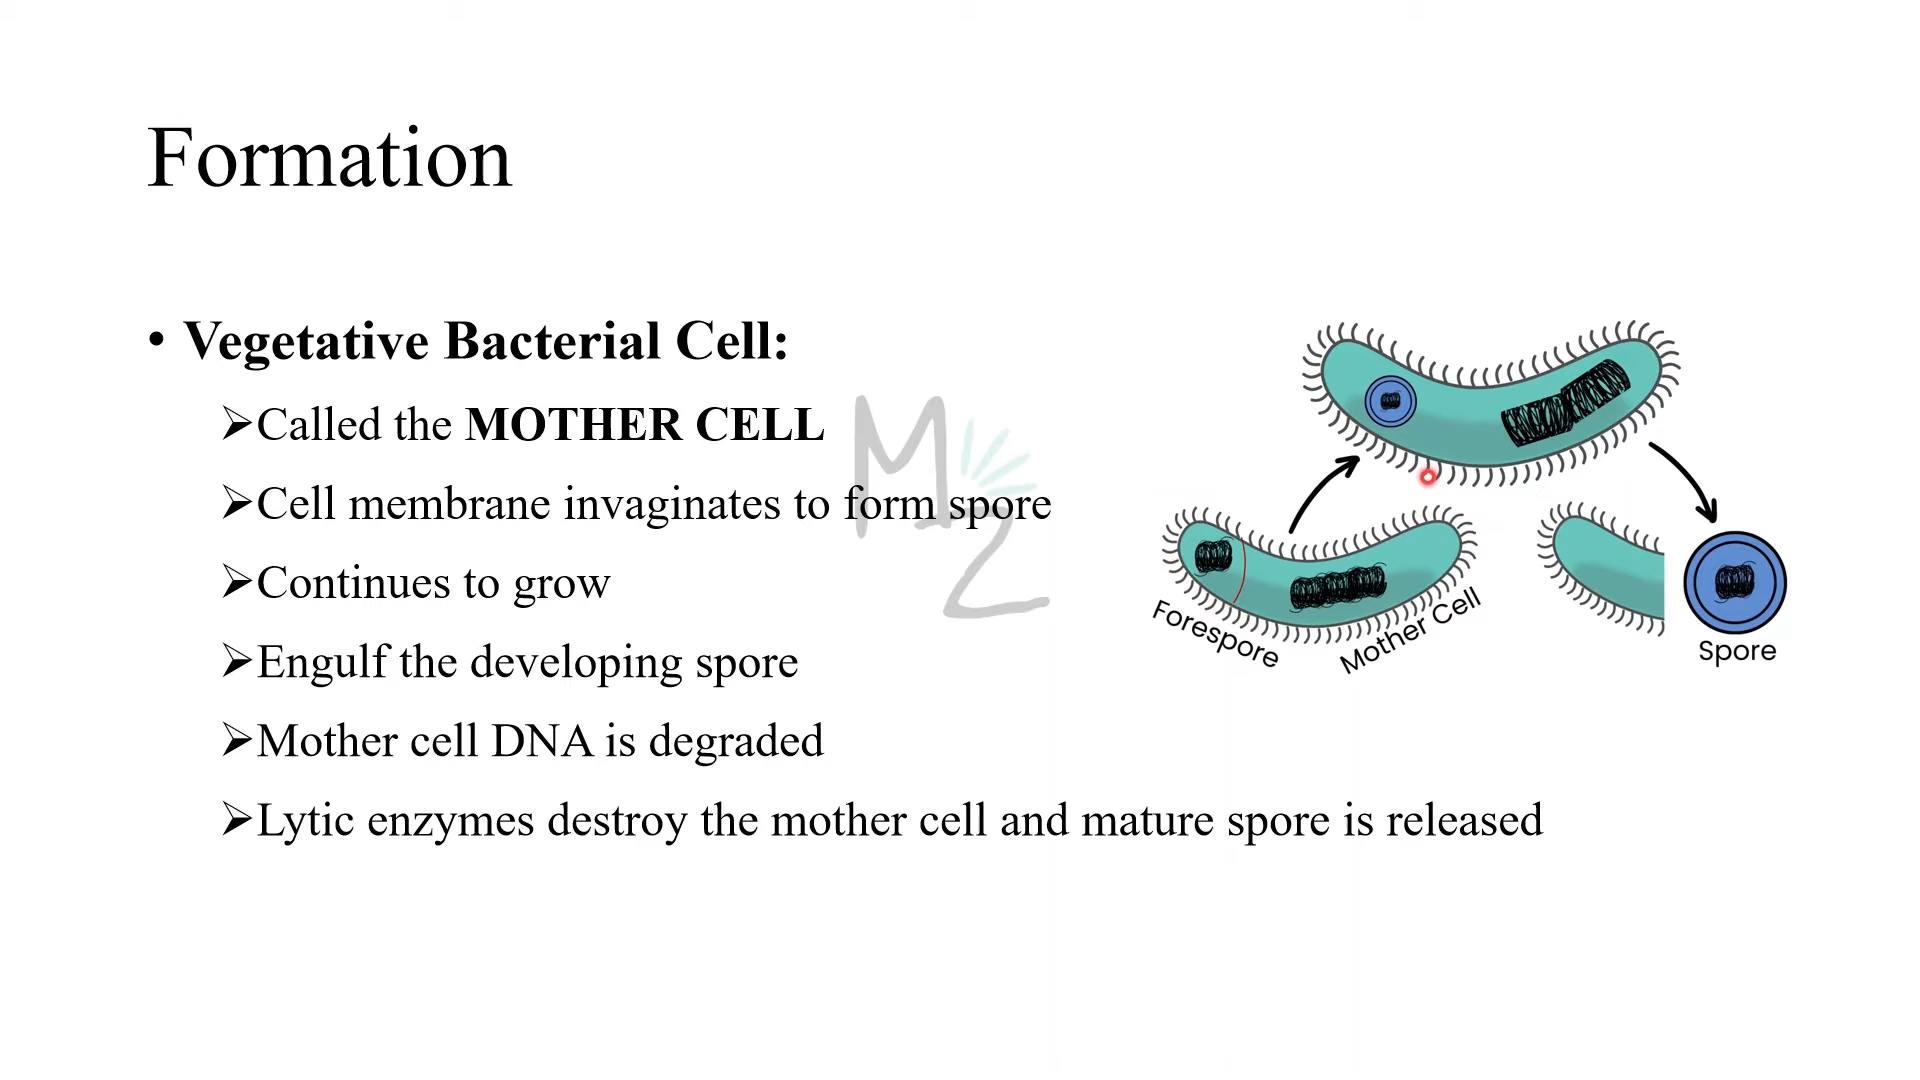 Formation
• Vegetative Bacterial Cell:
➢Called the MOTHER CELL
➢Cell membrane invaginates to form spore
➢Continues to grow
➢Engulf the developing spore
➢Mother cell DNA is degraded
➢Lytic enzymes destroy the mother cell and mature spore is released
MZ
Forespore
Mother Cell
Spore